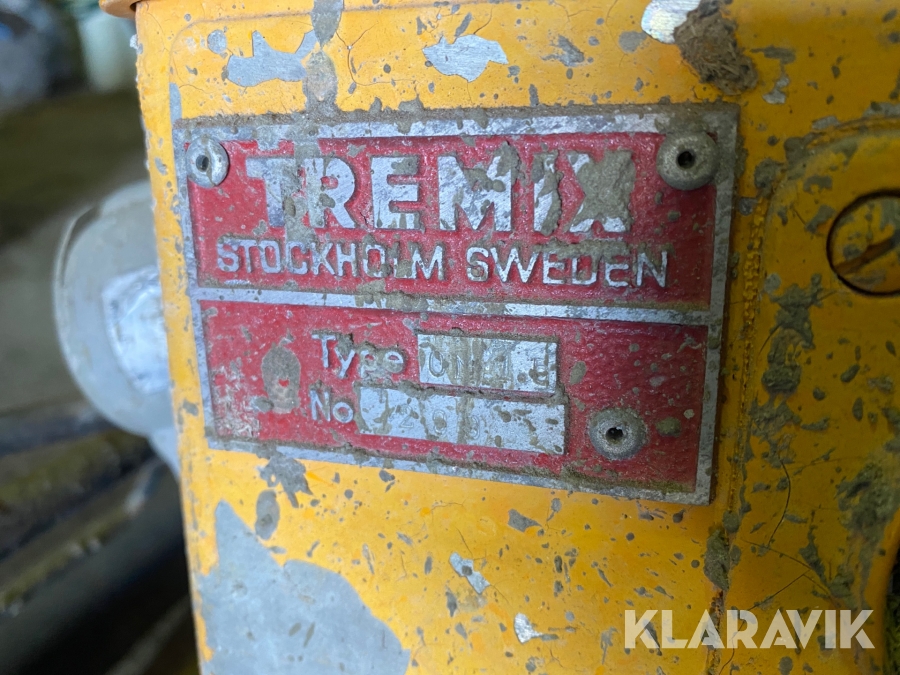 TREMIX
STOCKHOLM SWEDEN
Type
No
KLARAVIK